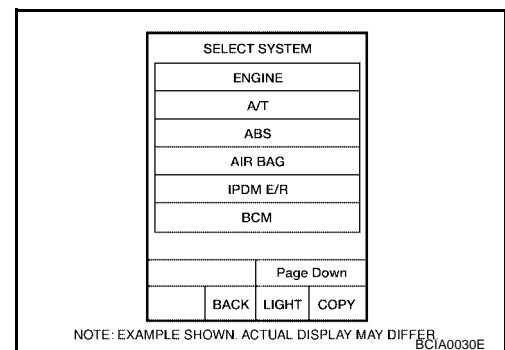 SELECT SYSTEM
ENGINE
A/T
ABS
AIR BAG
IPDM E/R
BCM
Page Down
BACK LIGHT COPY
NOTE: EXAMPLE SHOWN. ACTUAL DISPLAY MAY DIFFER.
BCIA0030E